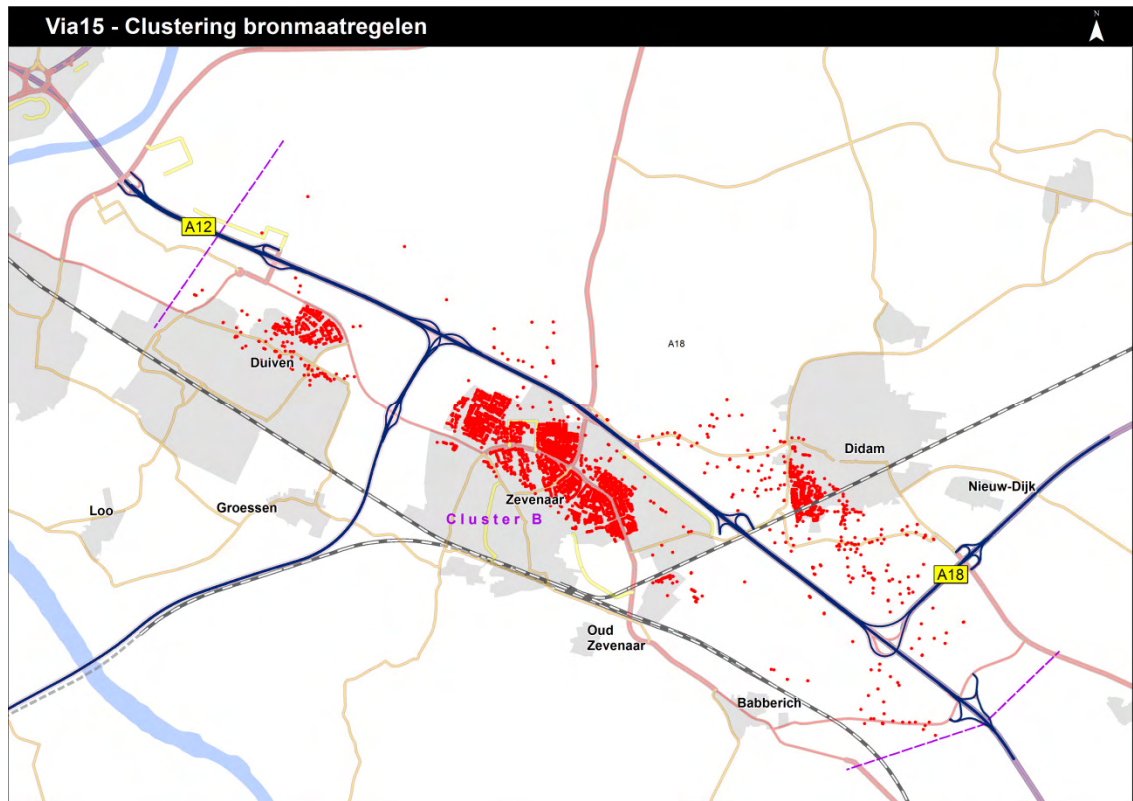 Via15 - Clustering bronmaatregelen
N
A12
A18
Duiven
Didam
Nieuw-Dijk
Zevenaar
Loo
Groessen
Cluster B
A18
Oud
Zevenaar
Babberich